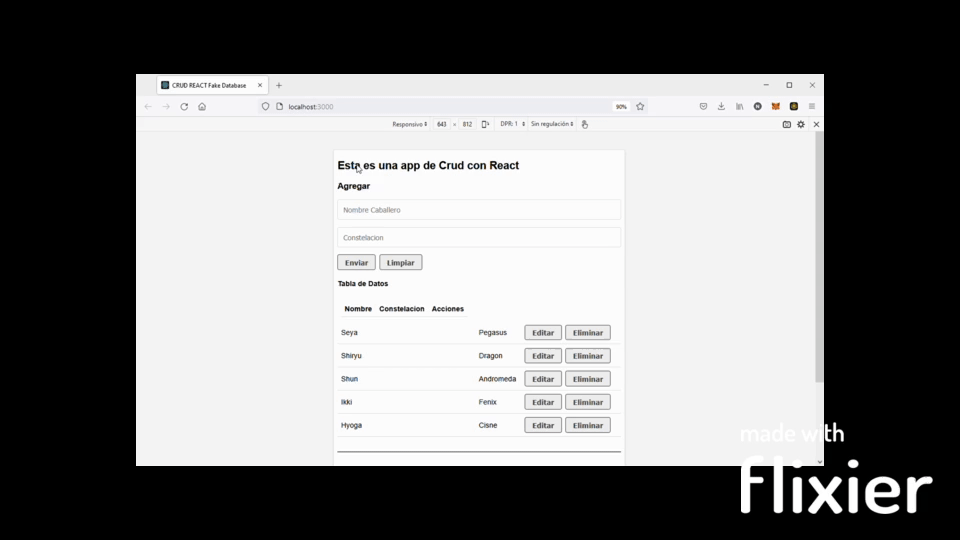 CRUD REACT Fake Database
localhost:3000
90%
Responsivo 643 × 812 DPR: 1 Sin regulación
Esta es una app de Crud con React
Agregar
Nombre Caballero
Constelacion
Enviar Limpiar
Tabla de Datos
Nombre Constelacion Acciones
Seya Pegasus Editar Eliminar
Shiryu Dragon Editar Eliminar
Shun Andromeda Editar Eliminar
Ikki Fenix Editar Eliminar
Hyoga Cisne Editar Eliminar
made with
flixier